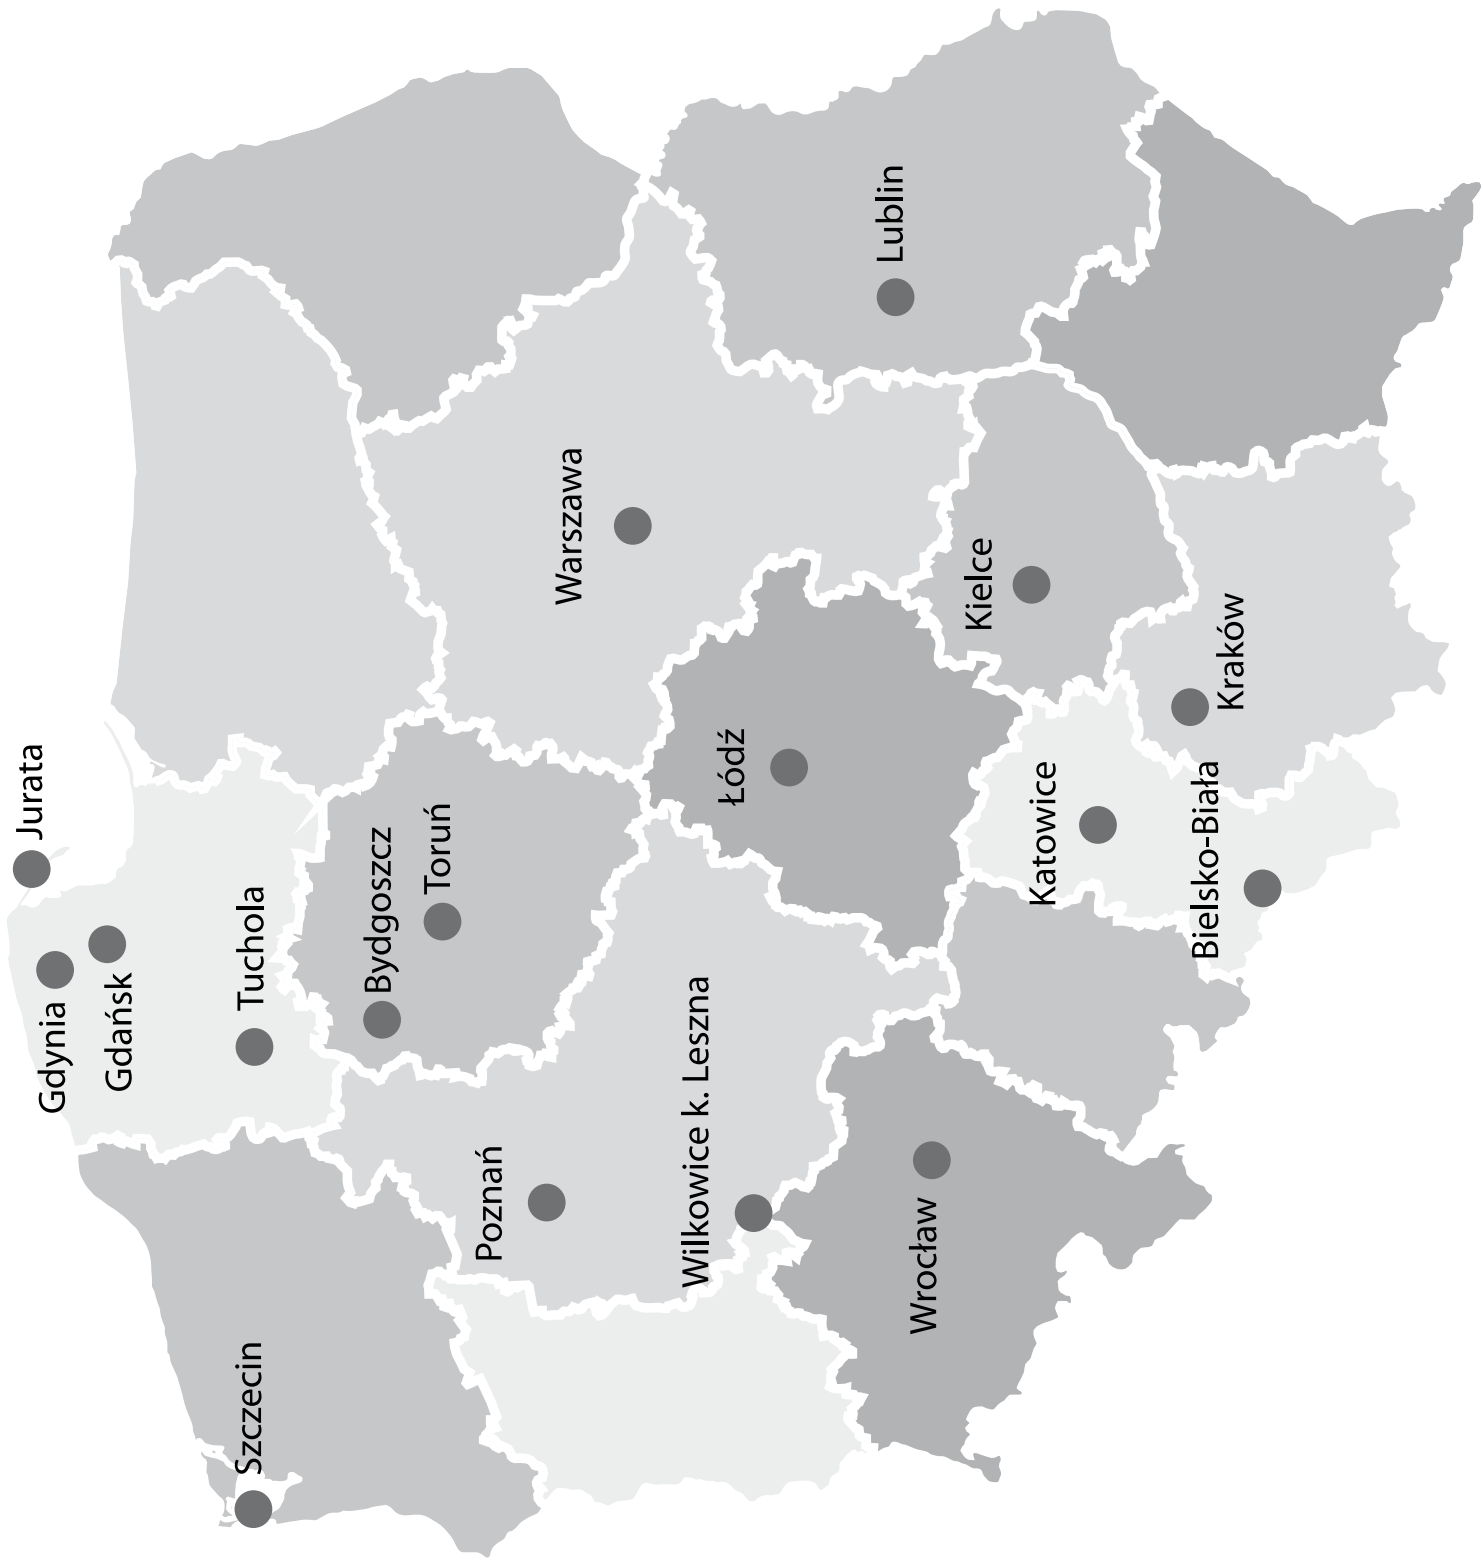 Jurata
Gdynia
Gdańsk
Tuchola
Szczecin
Bydgoszcz
Toruń
Poznań
Warszawa
Wilkowice k. Leszna
Łódź
Lublin
Wrocław
Kielce
Katowice
Kraków
Bielsko-Biała